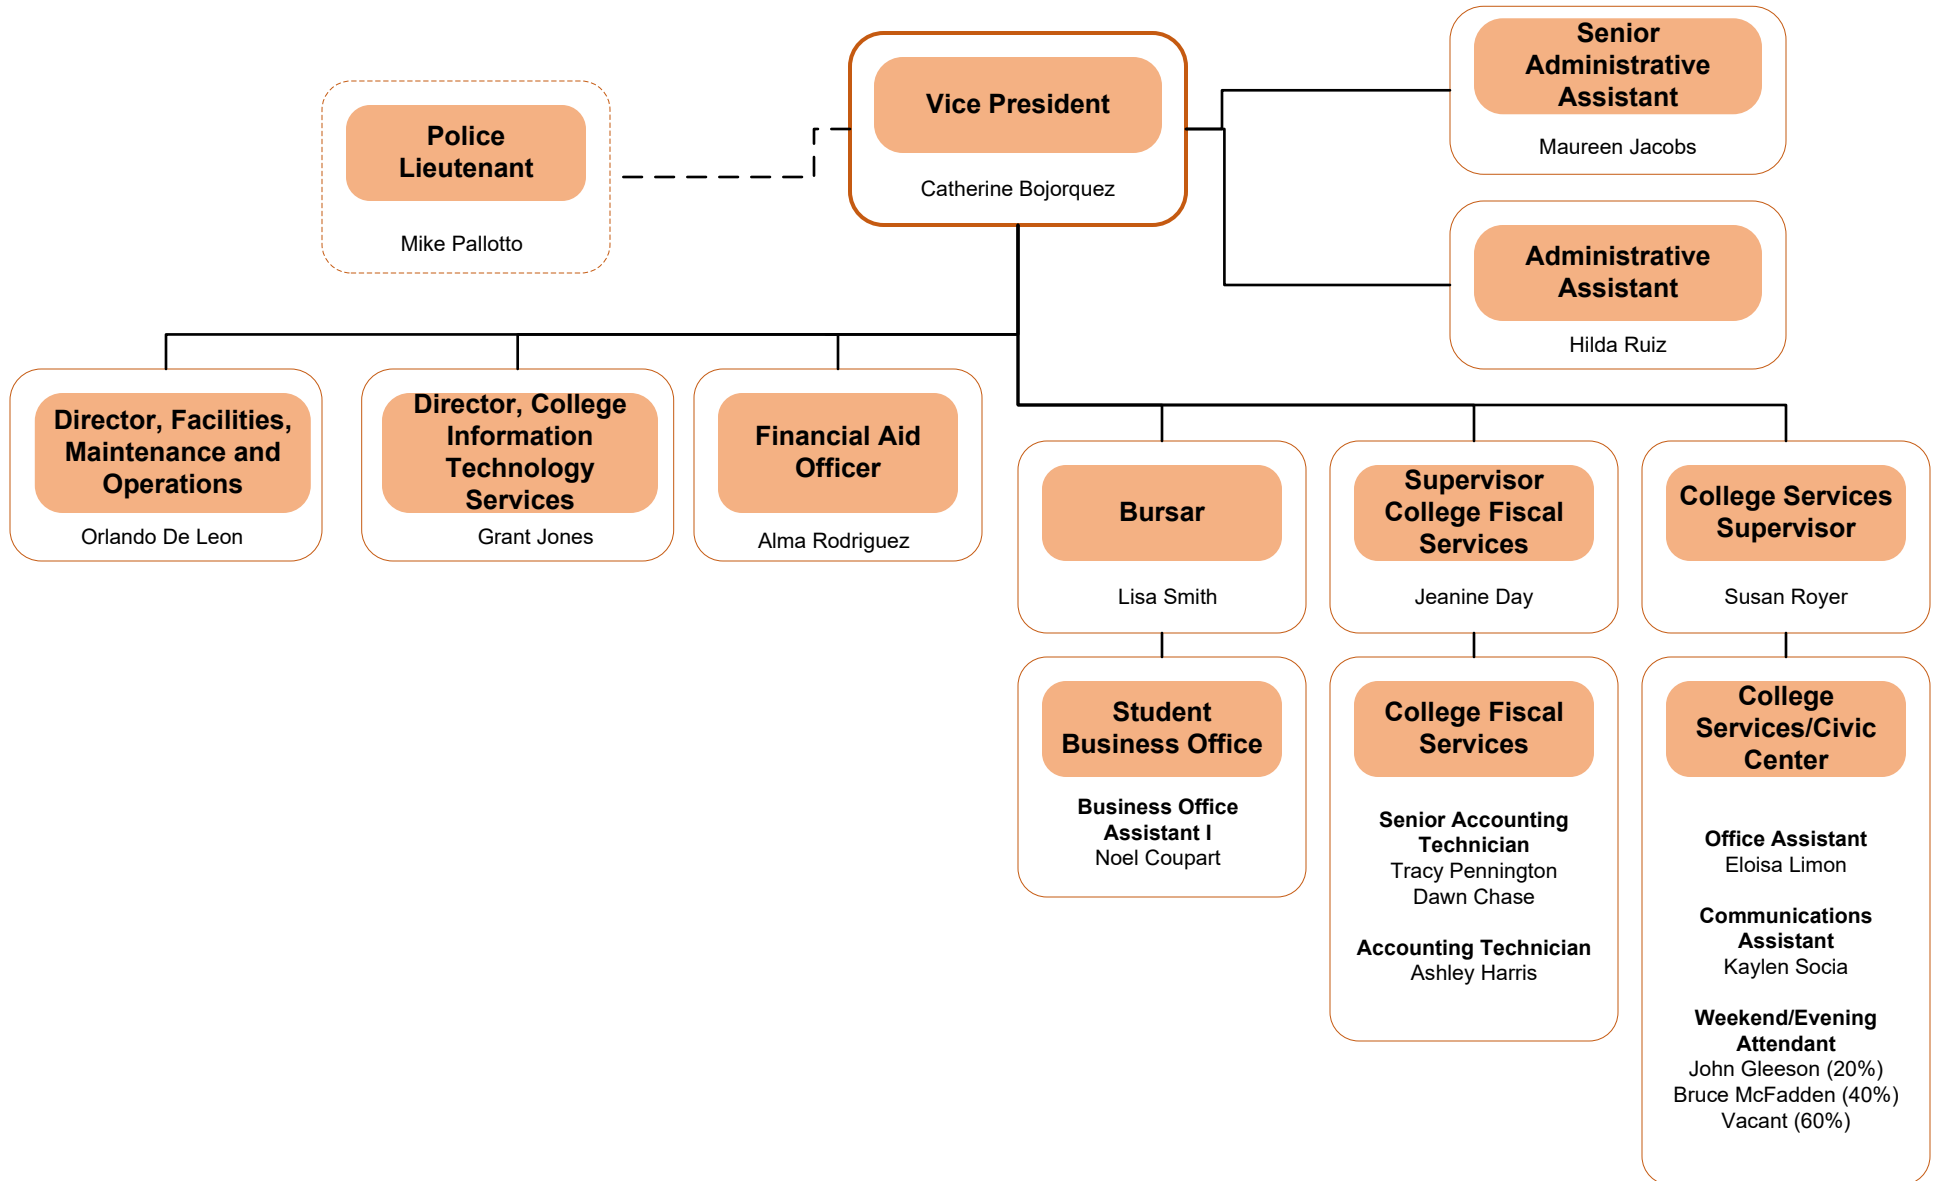 Senior
Administrative
Assistant
Maureen Jacobs
Vice President
Catherine Bojorquez
Police
Lieutenant
Mike Pallotto
Administrative
Assistant
Hilda Ruiz
Director, Facilities,
Maintenance and
Operations
Orlando De Leon
Director, College
Information
Technology
Services
Grant Jones
Financial Aid
Officer
Alma Rodriguez
Bursar
Lisa Smith
Supervisor
College Fiscal
Services
Jeanine Day
College Services
Supervisor
Susan Royer
Student
Business Office
Business Office
Assistant I
Noel Coupart
College Fiscal
Services
Senior Accounting
Technician
Tracy Pennington
Dawn Chase
Accounting Technician
Ashley Harris
College
Services/Civic
Center
Office Assistant
Eloisa Limon
Communications
Assistant
Kaylen Socia
Weekend/Evening
Attendant
John Gleeson (20%)
Bruce McFadden (40%)
Vacant (60%)